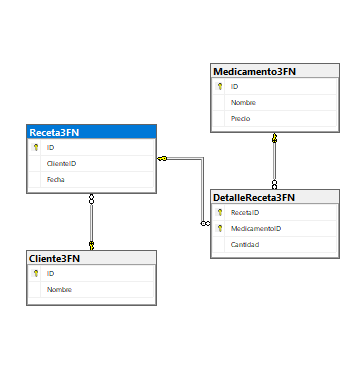 Medicamento3FN
ID
Nombre
Precio
Receta3FN
ID
ClienteID
Fecha
DetalleReceta3FN
RecetaID
MedicamentoID
Cantidad
Cliente3FN
ID
Nombre